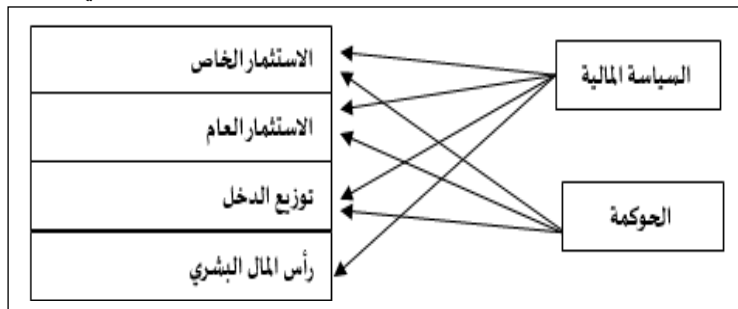 السياسة المالية
الحوكمة
الاستثمار الخاص
الاستثمار العام
توزيع الدخل
رأس المال البشري